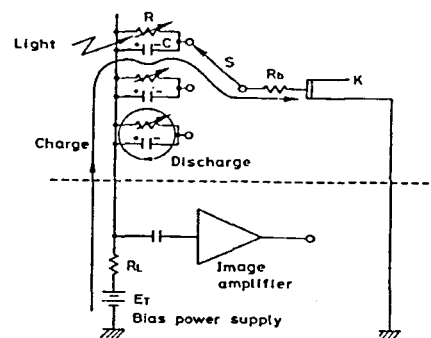 R
Light
C
S
Rb
K
+ -
+ -
Charge
Discharge
RL
Image
amplifier
ET
Bias power supply